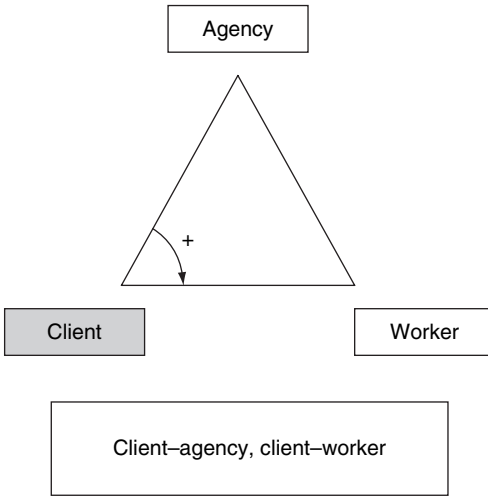 Agency
+
Client
Worker
Client–agency, client–worker